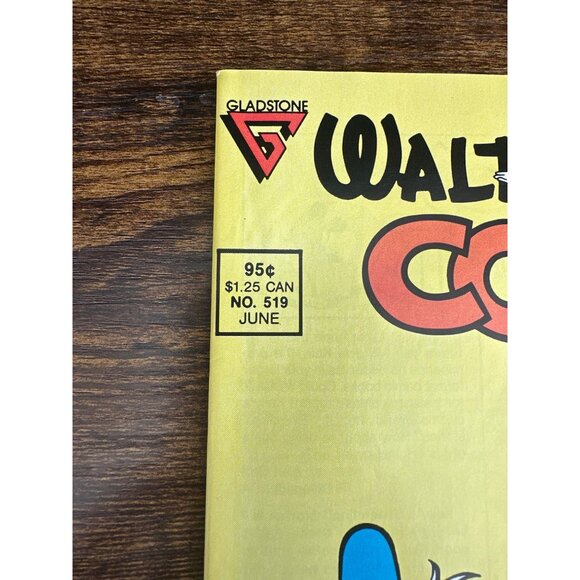 GLADSTONE
G
WALT
CO
95¢
$1.25 CAN
NO. 519
JUNE